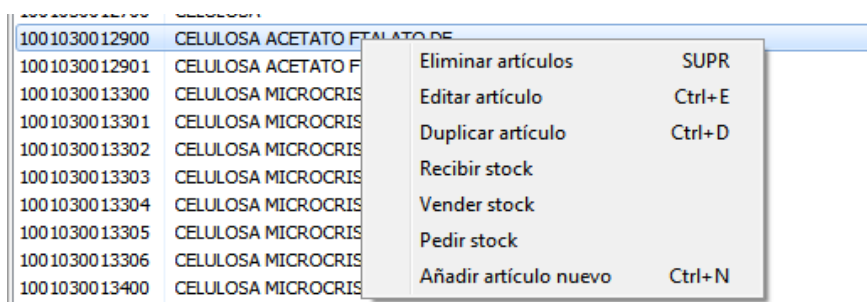 1001030012900 CELULOSA ACETATO FTALATO DE
1001030012901 CELULOSA ACETATO F
1001030013300 CELULOSA MICROCRIS
1001030013301 CELULOSA MICROCRIS
1001030013302 CELULOSA MICROCRIS
1001030013303 CELULOSA MICROCRIS
1001030013304 CELULOSA MICROCRIS
1001030013305 CELULOSA MICROCRIS
1001030013306 CELULOSA MICROCRIS
1001030013400 CELULOSA MICROCRIS
Eliminar artículos SUPR
Editar artículo Ctrl+E
Duplicar artículo Ctrl+D
Recibir stock
Vender stock
Pedir stock
Añadir artículo nuevo Ctrl+N